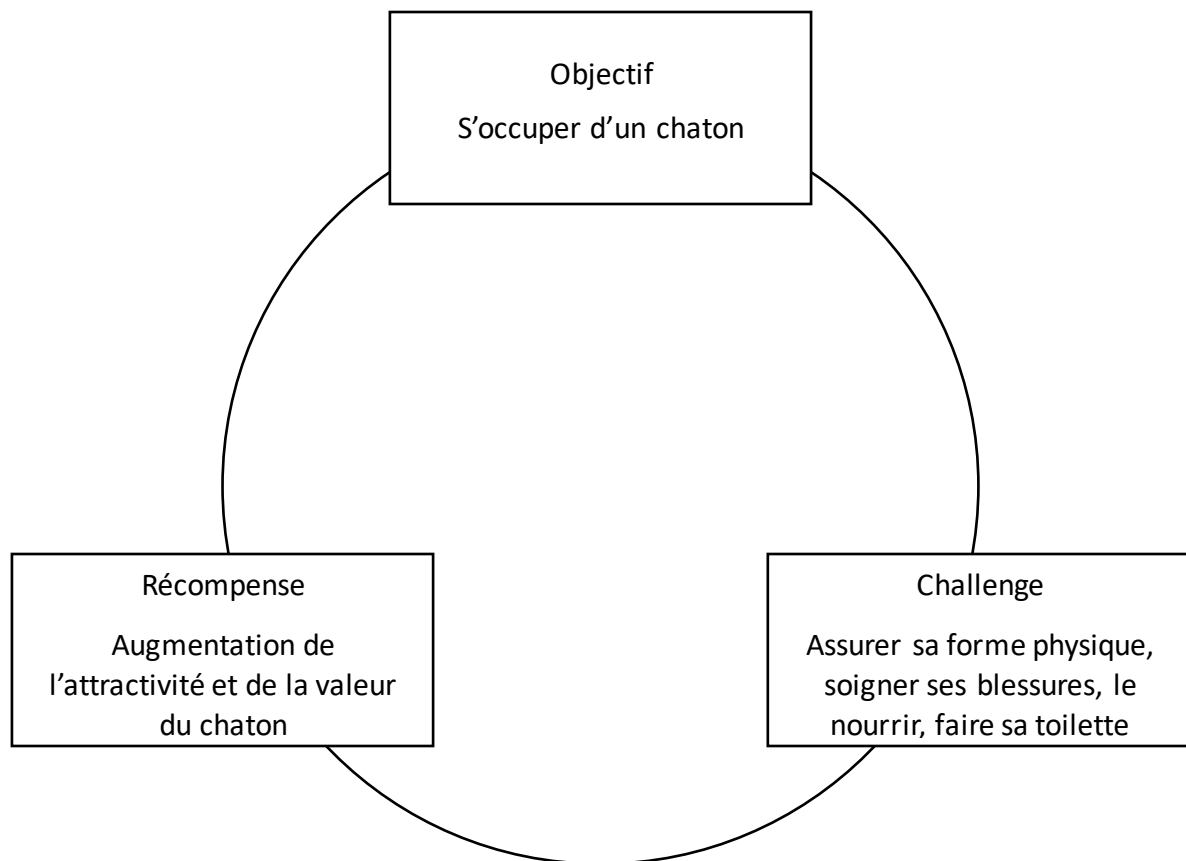 Objectif
S’occuper d’un chaton
Récompense
Augmentation de
l’attractivité et de la valeur
du chaton
Challenge
Assurer sa forme physique,
soigner ses blessures, le
nourrir, faire sa toilette